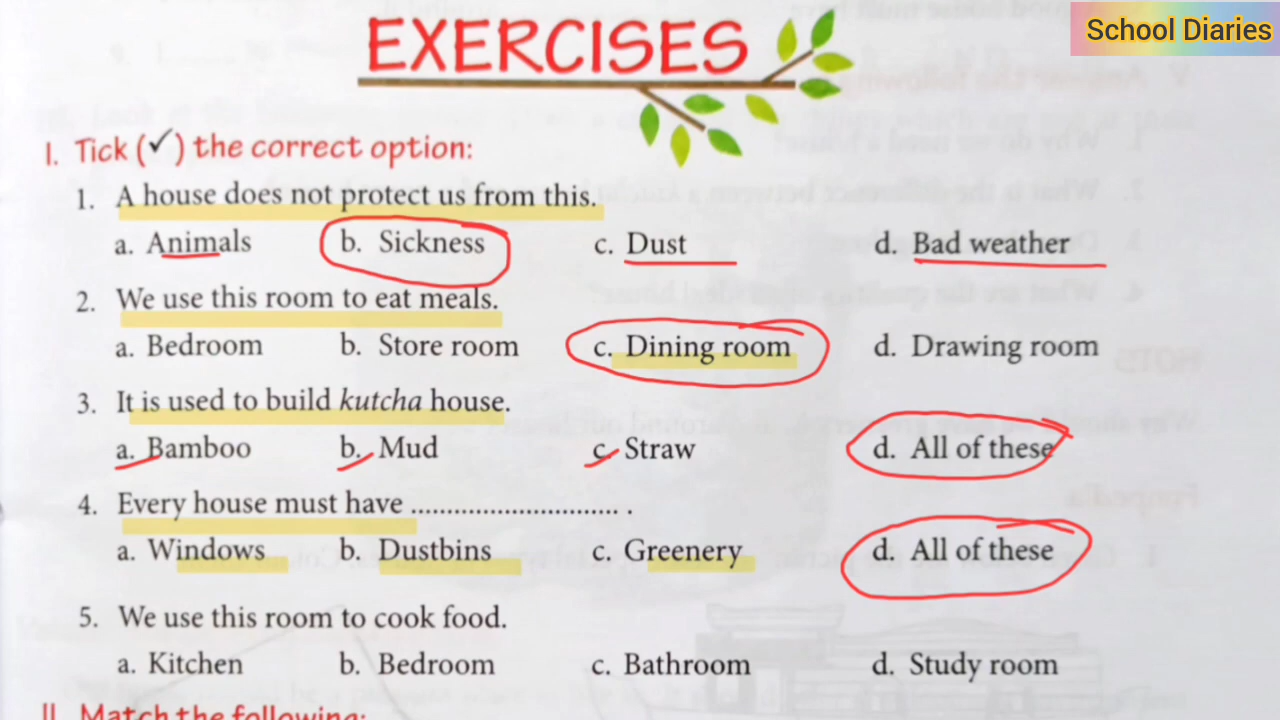 School Diaries
EXERCISES
I. Tick (✓) the correct option:
1. A house does not protect us from this.
a. Animals b. Sickness c. Dust d. Bad weather
2. We use this room to eat meals.
a. Bedroom b. Store room c. Dining room d. Drawing room
3. It is used to build kutcha house.
a. Bamboo b. Mud c. Straw d. All of these
4. Every house must have .............................. .
a. Windows b. Dustbins c. Greenery d. All of these
5. We use this room to cook food.
a. Kitchen b. Bedroom c. Bathroom d. Study room
II. Match the following: